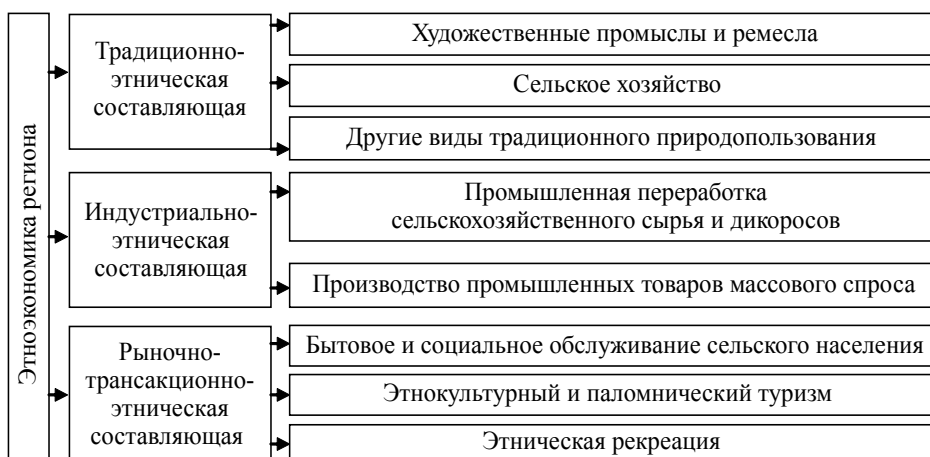 Этноэкономика региона
Традиционно-
этническая
составляющая
Художественные промыслы и ремесла
Сельское хозяйство
Другие виды традиционного природопользования
Индустриально-
этническая
составляющая
Промышленная переработка
сельскохозяйственного сырья и дикоросов
Производство промышленных товаров массового спроса
Рыночно-
трансакционно-
этническая
составляющая
Бытовое и социальное обслуживание сельского населения
Этнокультурный и паломнический туризм
Этническая рекреация